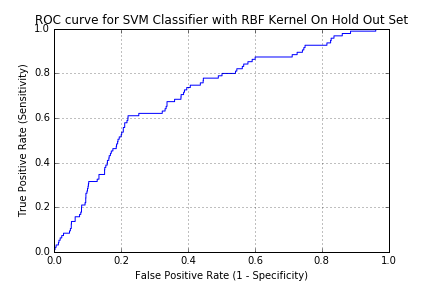 ROC curve for SVM Classifier with RBF Kernel On Hold Out Set
1.0
0.8
0.6
0.4
0.2
0.0
True Positive Rate (Sensitivity)
0.0 0.2 0.4 0.6 0.8 1.0
False Positive Rate (1 - Specificity)